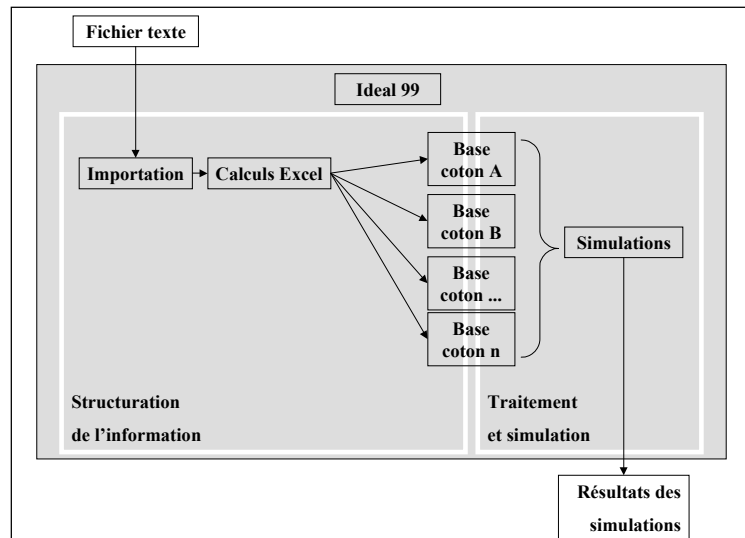 Fichier texte
Ideal 99
Importation
Calculs Excel
Base
coton A
Base
coton B
Base
coton ...
Base
coton n
Simulations
Structuration
de l'information
Traitement
et simulation
Résultats des
simulations